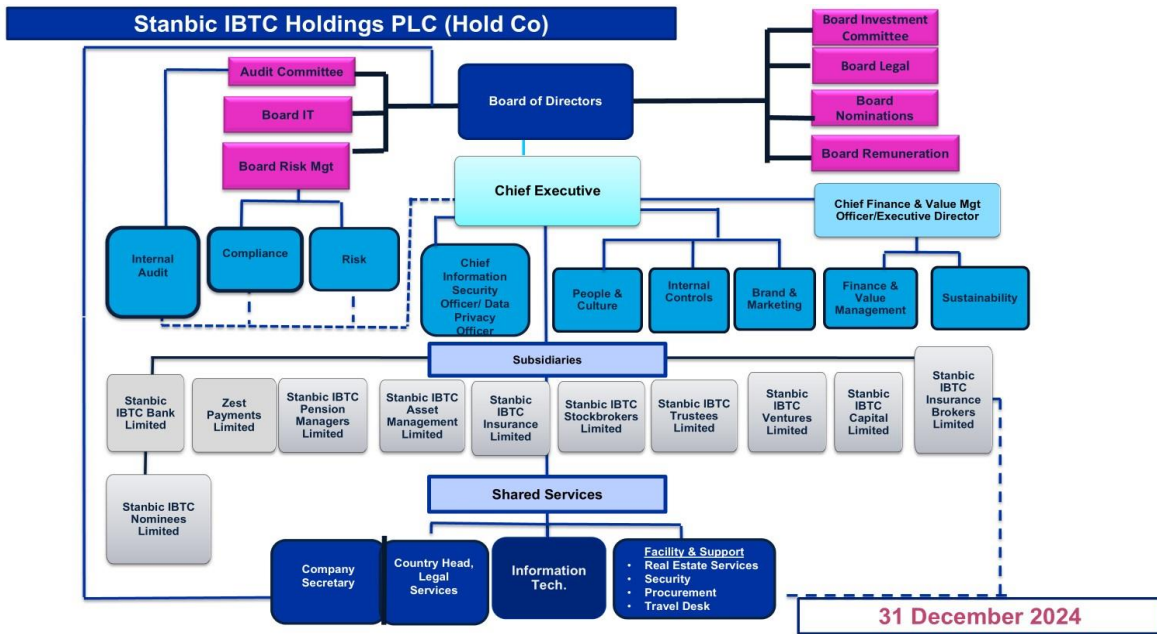 Stanbic IBTC Holdings PLC (Hold Co)
Board Investment
Committee
Audit Committee
Board Legal
Board of Directors
Board IT
Board
Nominations
Board Risk Mgt
Board Remuneration
Chief Executive
Chief Finance & Value Mgt
Officer/Executive Director
Internal
Audit
Compliance
Risk
Chief
Information
Security
Officer/ Data
Privacy
Officer
People &
Culture
Internal
Controls
Brand &
Marketing
Finance &
Value
Management
Sustainability
Subsidiaries
Stanbic
IBTC Bank
Limited
Zest
Payments
Limited
Stanbic IBTC
Pension
Managers
Limited
Stanbic IBTC
Asset
Management
Limited
Stanbic
IBTC
Insurance
Limited
Stanbic IBTC
Stockbrokers
Limited
Stanbic IBTC
Trustees
Limited
Stanbic
IBTC
Ventures
Limited
Stanbic
IBTC
Capital
Limited
Stanbic
IBTC
Insurance
Brokers
Limited
Stanbic IBTC
Nominees
Limited
Shared Services
Company
Secretary
Country Head,
Legal
Services
Information
Tech.
Facility & Support
• Real Estate Services
• Security
• Procurement
• Travel Desk
31 December 2024